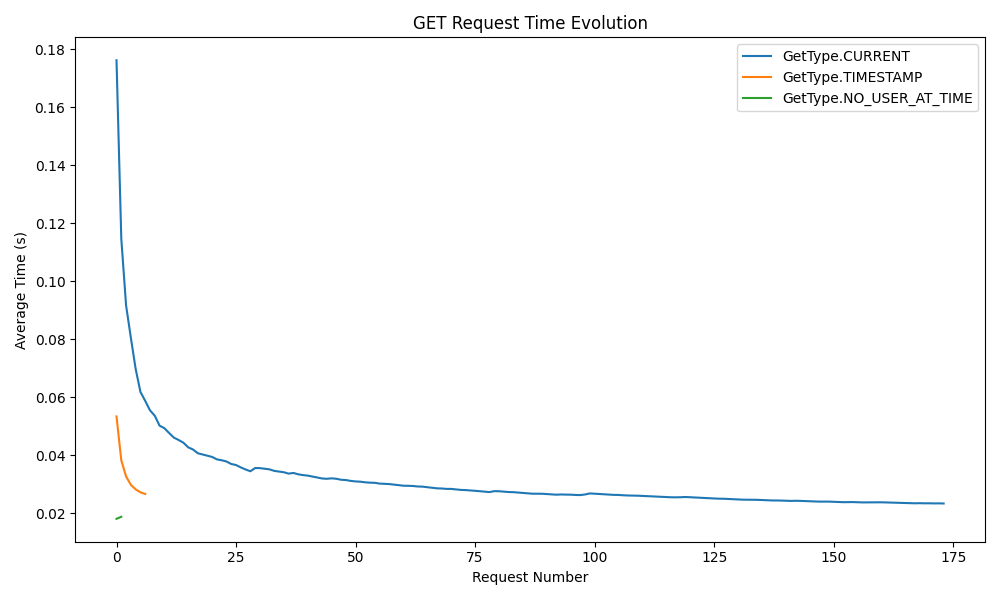 GET Request Time Evolution
GetType.CURRENT
GetType.TIMESTAMP
GetType.NO_USER_AT_TIME
Average Time (s)
0.18
0.16
0.14
0.12
0.10
0.08
0.06
0.04
0.02
0 25 50 75 100 125 150 175
Request Number